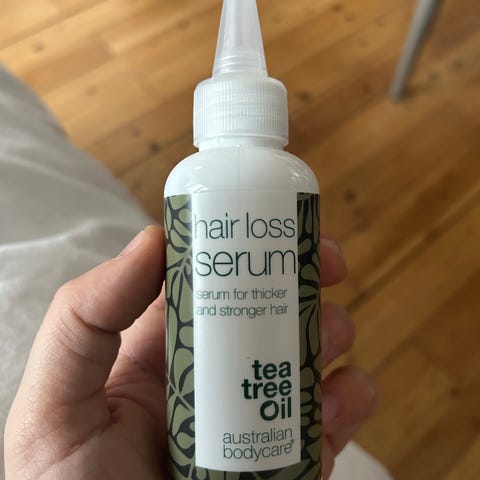 hair loss
serum
serum for thicker
and stronger hair
tea
tree
Oil
australian
bodycare®